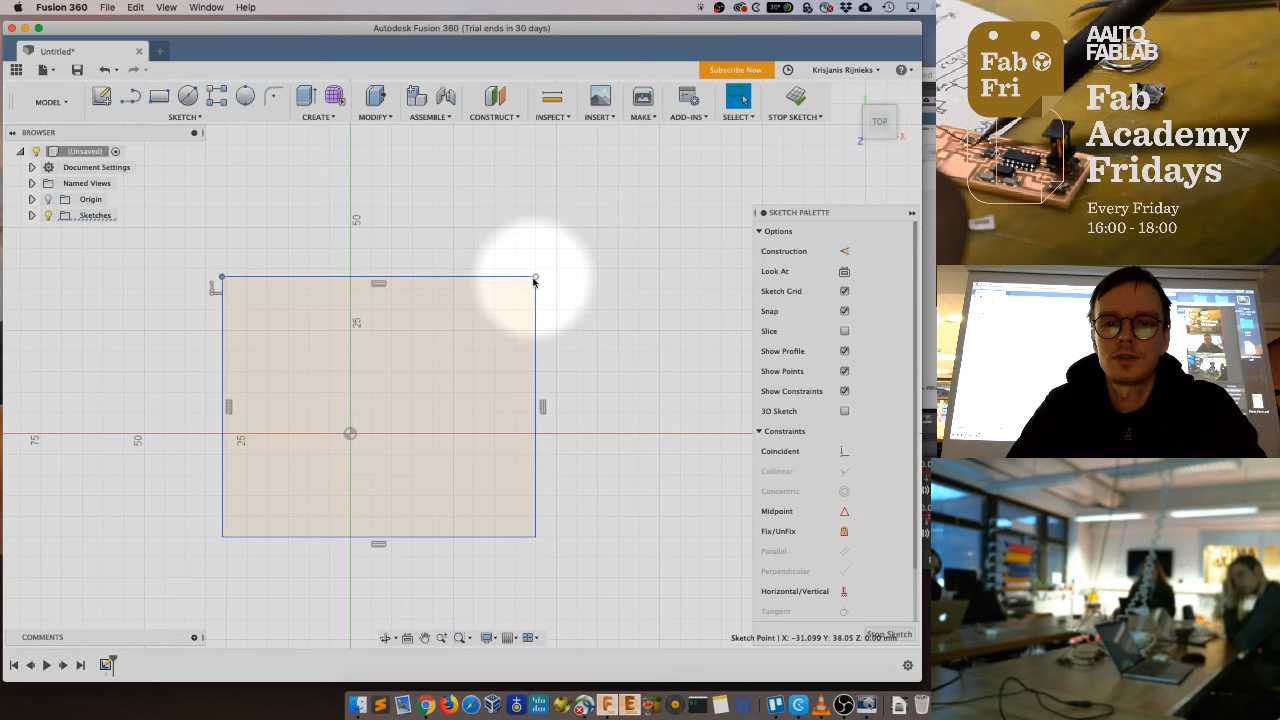 Fusion 360 File Edit View Window Help
30°
Autodesk Fusion 360 (Trial ends in 30 days)
Untitled*
Subscribe Now
Krisjanis Rijnieks
MODEL
SKETCH
CREATE
MODIFY
ASSEMBLE
CONSTRUCT
INSPECT
INSERT
MAKE
ADD-INS
SELECT
STOP SKETCH
BROWSER
(Unsaved)
Document Settings
Named Views
Origin
Sketches
TOP
X
Z
50
25
75
50
25
SKETCH PALETTE
Options
Construction
Look At
Sketch Grid
Snap
Slice
Show Profile
Show Points
Show Constraints
3D Sketch
Constraints
Coincident
Collinear
Concentric
Midpoint
Fix/UnFix
Parallel
Perpendicular
Horizontal/Vertical
Tangent
Stop Sketch
Sketch Point | X: -31.099 Y: 38.05 Z: 0.00 mm
COMMENTS
Fab
Fri
AALTO
FABLAB
Fab
Academy
Fridays
Every Friday
16:00 - 18:00